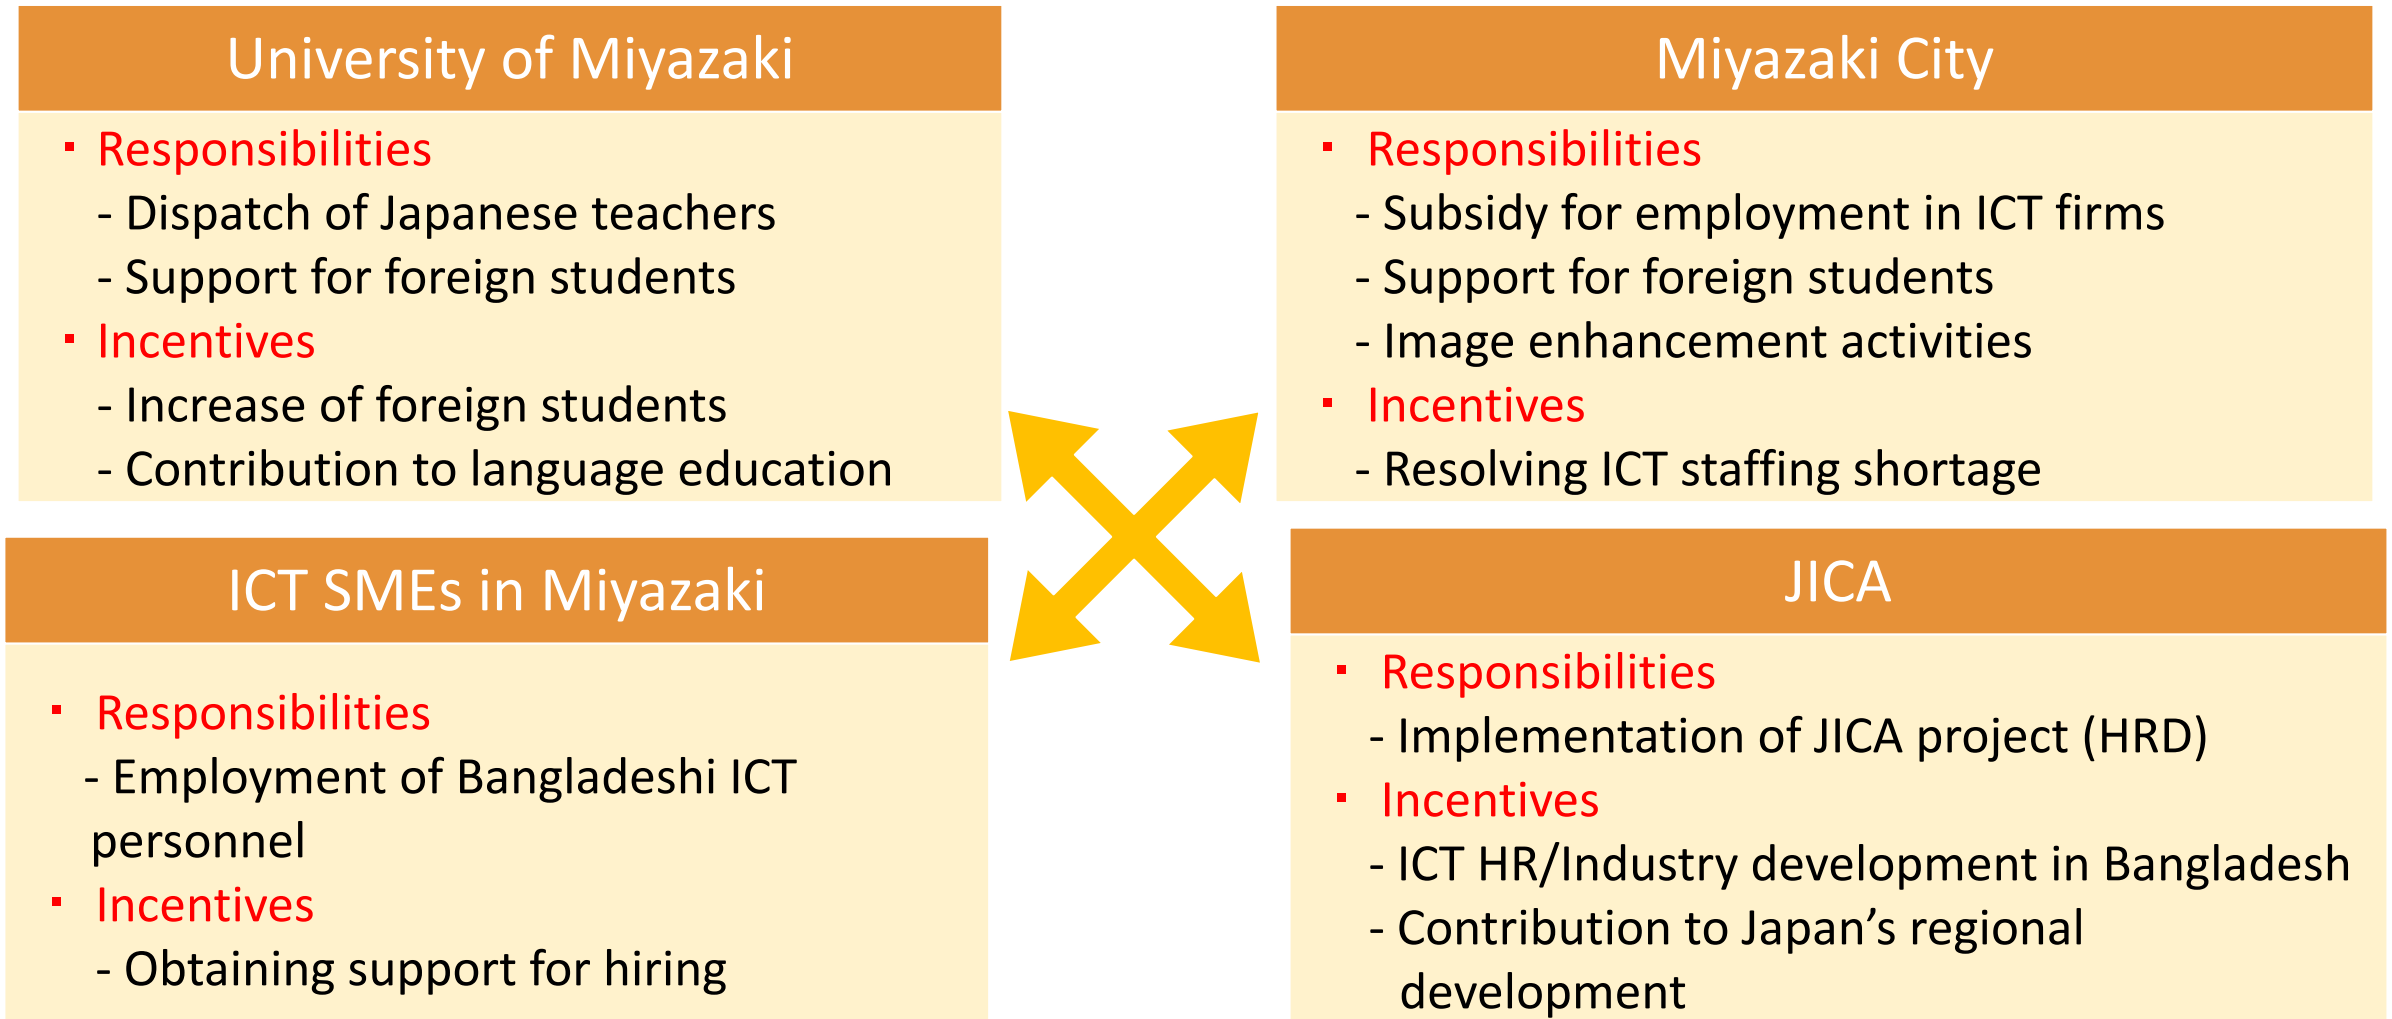 University of Miyazaki
▪ Responsibilities
- Dispatch of Japanese teachers
- Support for foreign students
▪ Incentives
- Increase of foreign students
- Contribution to language education
Miyazaki City
▪ Responsibilities
- Subsidy for employment in ICT firms
- Support for foreign students
- Image enhancement activities
▪ Incentives
- Resolving ICT staffing shortage
ICT SMEs in Miyazaki
▪ Responsibilities
- Employment of Bangladeshi ICT
personnel
▪ Incentives
- Obtaining support for hiring
JICA
▪ Responsibilities
- Implementation of JICA project (HRD)
▪ Incentives
- ICT HR/Industry development in Bangladesh
- Contribution to Japan’s regional
development